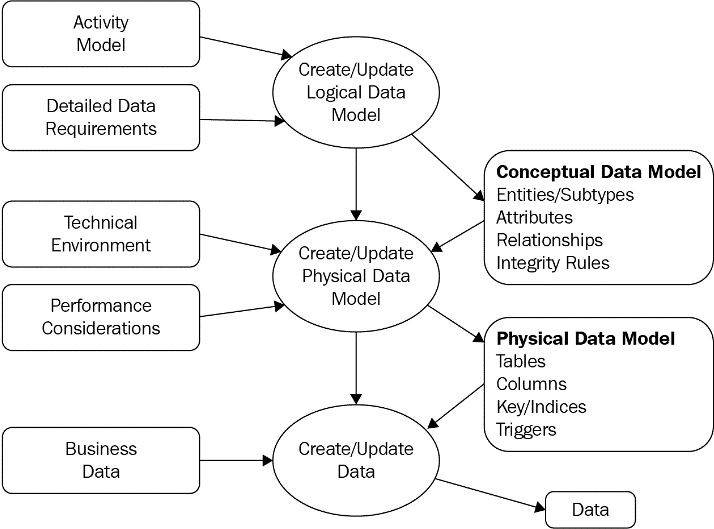 Activity
Model
Create/Update
Logical Data
Model
Detailed Data
Requirements
Conceptual Data Model
Entities/Subtypes
Attributes
Relationships
Integrity Rules
Technical
Environment
Create/Update
Physical Data
Model
Performance
Considerations
Physical Data Model
Tables
Columns
Key/Indices
Triggers
Business
Data
Create/Update
Data
Data